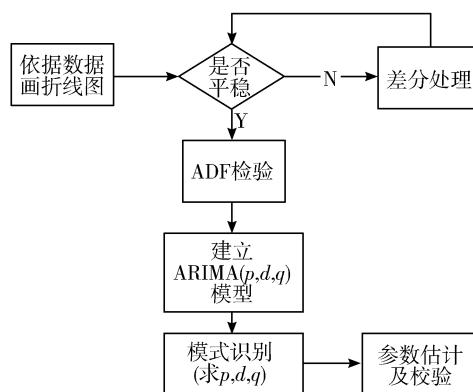 依据数据
画折线图
是否
平稳
N
差分处理
Y
ADF检验
建立
ARIMA(p,d,q)
模型
模式识别
(求p,d,q)
参数估计
及校验